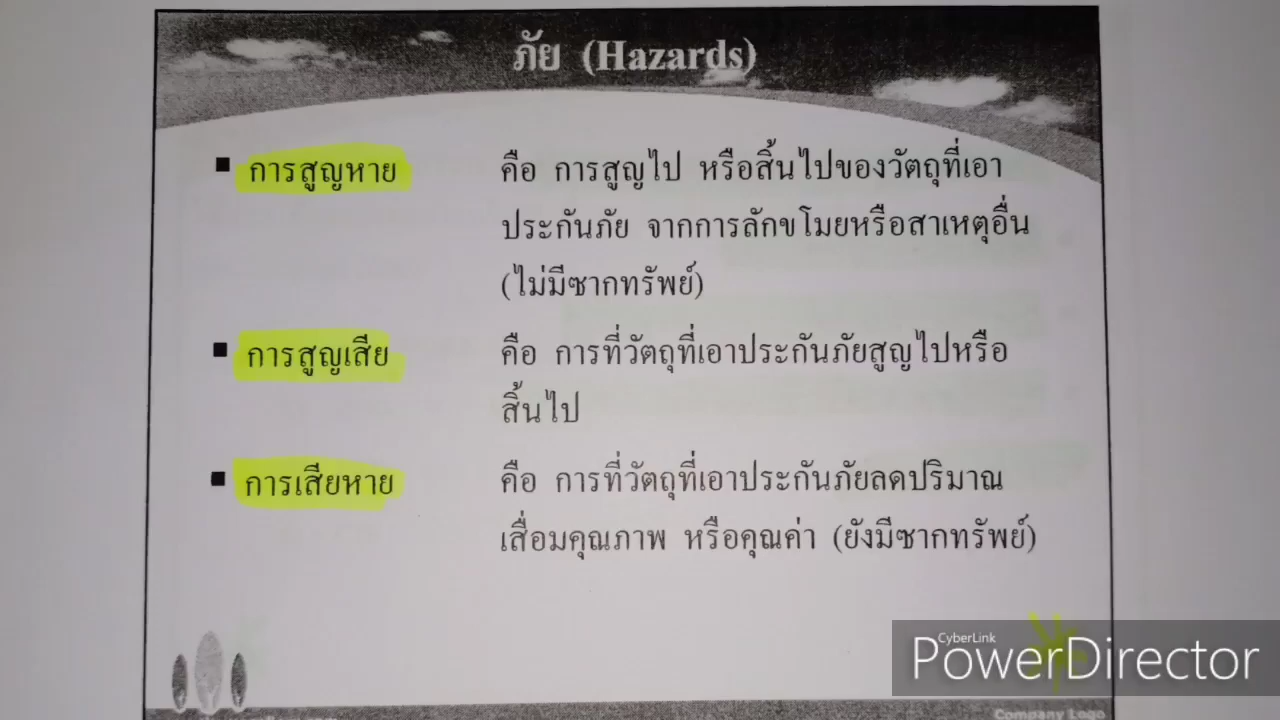 ภัย (Hazards)
▪ การสูญหาย คือ การสูญไป หรือสิ้นไปของวัตถุที่เอา
ประกันภัย จากการลักขโมยหรือสาเหตุอื่น
(ไม่มีซากทรัพย์)
▪ การสูญเสีย คือ การที่วัตถุที่เอาประกันภัยสูญไปหรือ
สิ้นไป
▪ การเสียหาย คือ การที่วัตถุที่เอาประกันภัยลดปริมาณ
เสื่อมคุณภาพ หรือคุณค่า (ยังมีซากทรัพย์)
CyberLink
PowerDirector
Company Logo